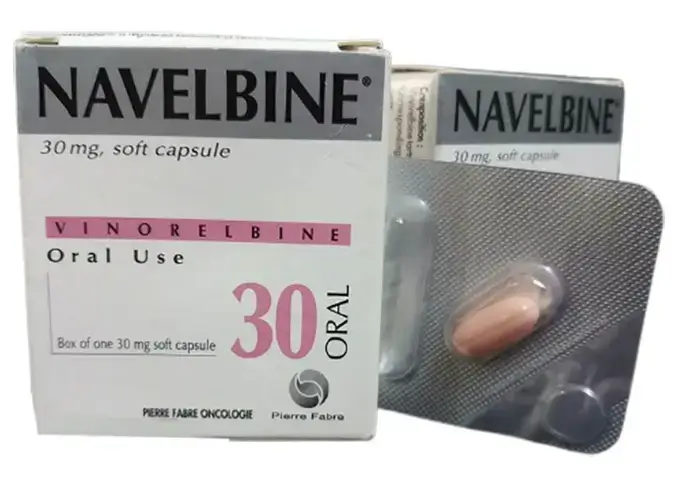 NAVELBINE®
30 mg, soft capsule
VINORELBINE
Oral Use
Box of one 30 mg soft capsule
30
ORAL
PIERRE FABRE ONCOLOGIE
Pierre Fabre
Composition :
NAVELBINE®
30 mg, soft capsule